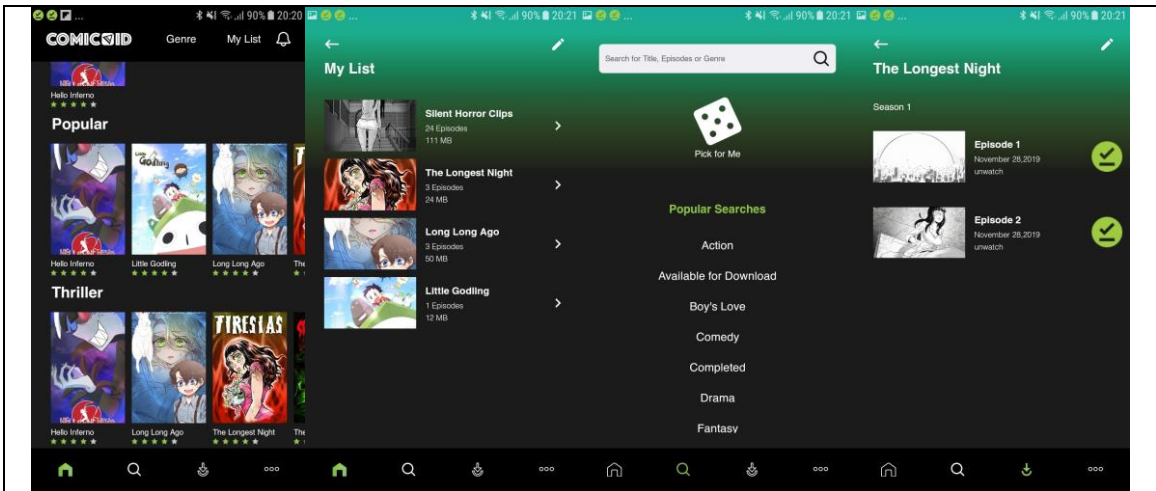 ... 90% 20:20
COMICOID Genre My List
Hello Inferno
Popular
Little Godling
Hello Inferno Little Godling Long Long Ago The
Thriller
TIRESIAS
Hello Inferno Long Long Ago The Longest Night The
... 90% 20:21
My List
Silent Horror Clips
24 Episodes
111 MB
The Longest Night
3 Episodes
24 MB
Long Long Ago
3 Episodes
50 MB
Little Godling
1 Episodes
12 MB
... 90% 20:21
Search for Title, Episodes or Genre
Pick for Me
Popular Searches
Action
Available for Download
Boy's Love
Comedy
Completed
Drama
Fantasy
... 90% 20:21
The Longest Night
Season 1
Episode 1
November 28,2019
unwatch
Episode 2
November 28,2019
unwatch